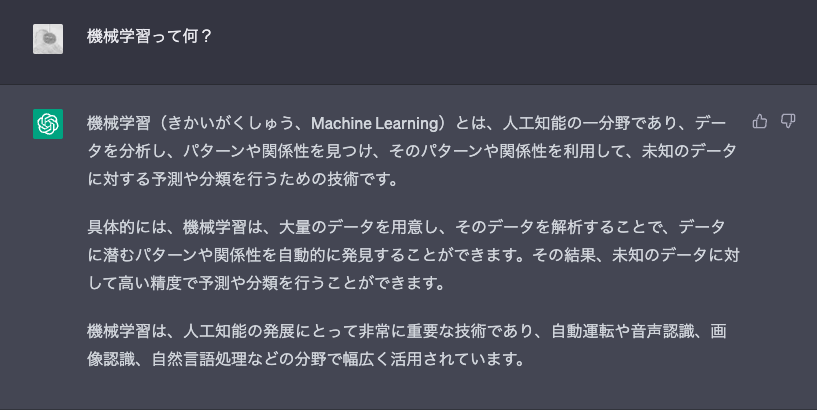 機械学習って何？
機械学習（きかいがくしゅう、Machine Learning）とは、人工知能の一分野であり、デー
タを分析し、パターンや関係性を見つけ、そのパターンや関係性を利用して、未知のデータ
に対する予測や分類を行うための技術です。
具体的には、機械学習は、大量のデータを用意し、そのデータを解析することで、データ
に潜むパターンや関係性を自動的に発見することができます。その結果、未知のデータに対
して高い精度で予測や分類を行うことができます。
機械学習は、人工知能の発展にとって非常に重要な技術であり、自動運転や音声認識、画
像認識、自然言語処理などの分野で幅広く活用されています。